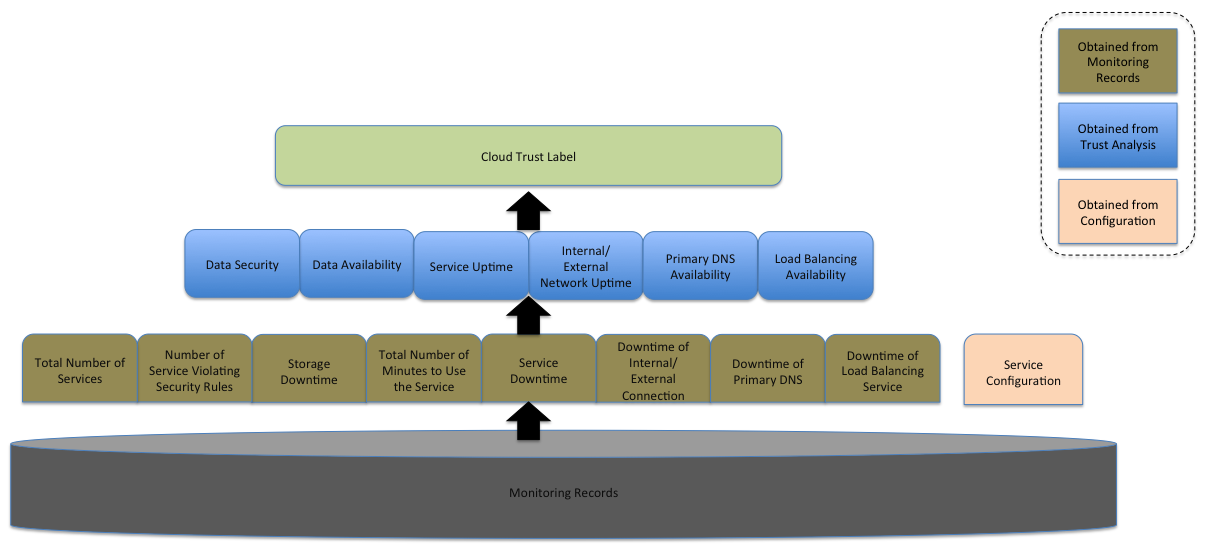 Obtained from
Monitoring
Records
Obtained from
Trust Analysis
Obtained from
Configuration
Cloud Trust Label
Data Security
Data Availability
Service Uptime
Internal/
External
Network Uptime
Primary DNS
Availability
Load Balancing
Availability
Total Number of
Services
Number of
Service Violating
Security Rules
Storage
Downtime
Total Number of
Minutes to Use
the Service
Service
Downtime
Downtime of
Internal/
External
Connection
Downtime of
Primary DNS
Downtime of
Load Balancing
Service
Service
Configuration
Monitoring Records